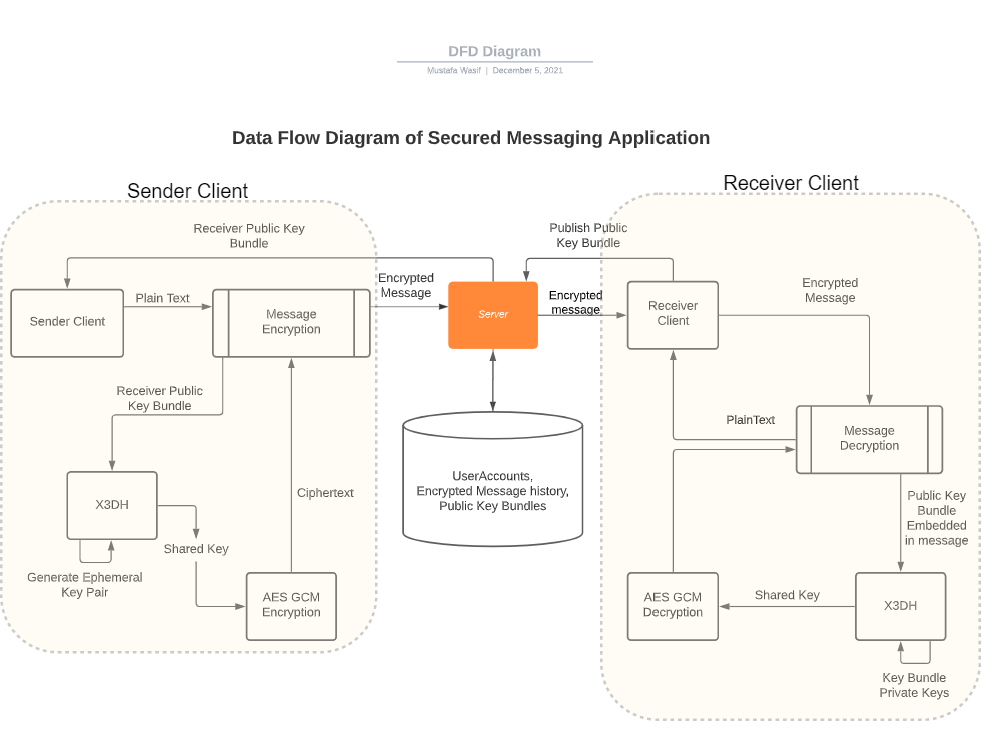 DFD Diagram
Mustafa Wasif | December 5, 2021
Data Flow Diagram of Secured Messaging Application
Sender Client
Receiver Client
Receiver Public Key
Bundle
Publish Public
Key Bundle
Encrypted
Message
Encrypted
message
Encrypted
Message
Plain Text
Sender Client
Message
Encryption
Server
Receiver
Client
Receiver Public
Key Bundle
PlainText
Message
Decryption
UserAccounts,
Encrypted Message history,
Public Key Bundles
X3DH
Ciphertext
Public Key
Bundle
Embedded
in message
Shared Key
Generate Ephemeral
Key Pair
AES GCM
Encryption
AES GCM
Decryption
Shared Key
X3DH
Key Bundle
Private Keys